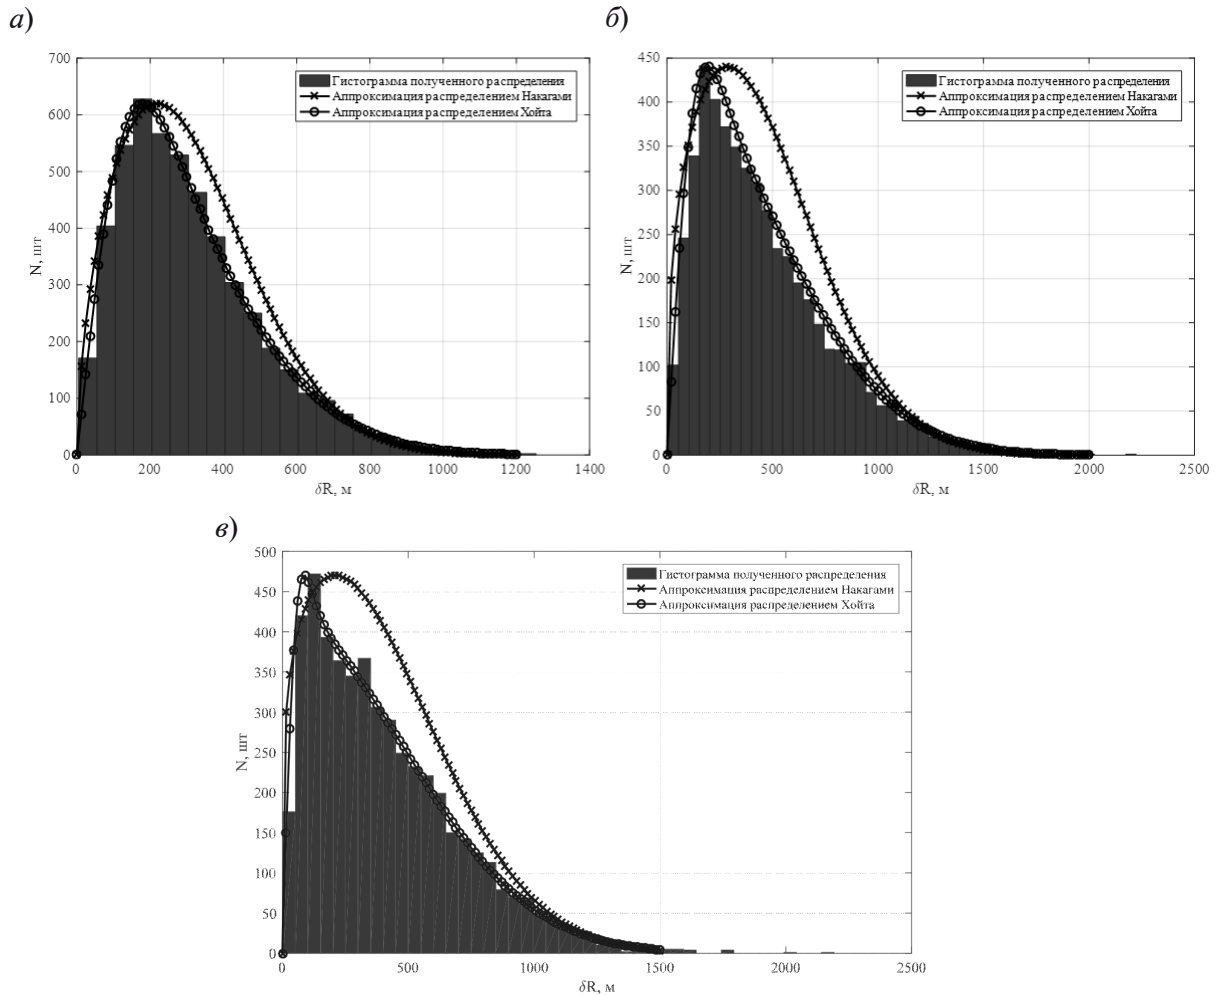 а)
700
600
500
400
300
200
100
0
N, шт
Гистограмма полученного распределения
Аппроксимация распределением Накагами
Аппроксимация распределением Хойта
0 200 400 600 800 1000 1200 1400
δR, м
б)
450
400
350
300
250
200
150
100
50
0
N, шт
Гистограмма полученного распределения
Аппроксимация распределением Накагами
Аппроксимация распределением Хойта
0 500 1000 1500 2000 2500
δR, м
в)
500
450
400
350
300
250
200
150
100
50
0
N, шт
Гистограмма полученного распределения
Аппроксимация распределением Накагами
Аппроксимация распределением Хойта
0 500 1000 1500 2000 2500
δR, м